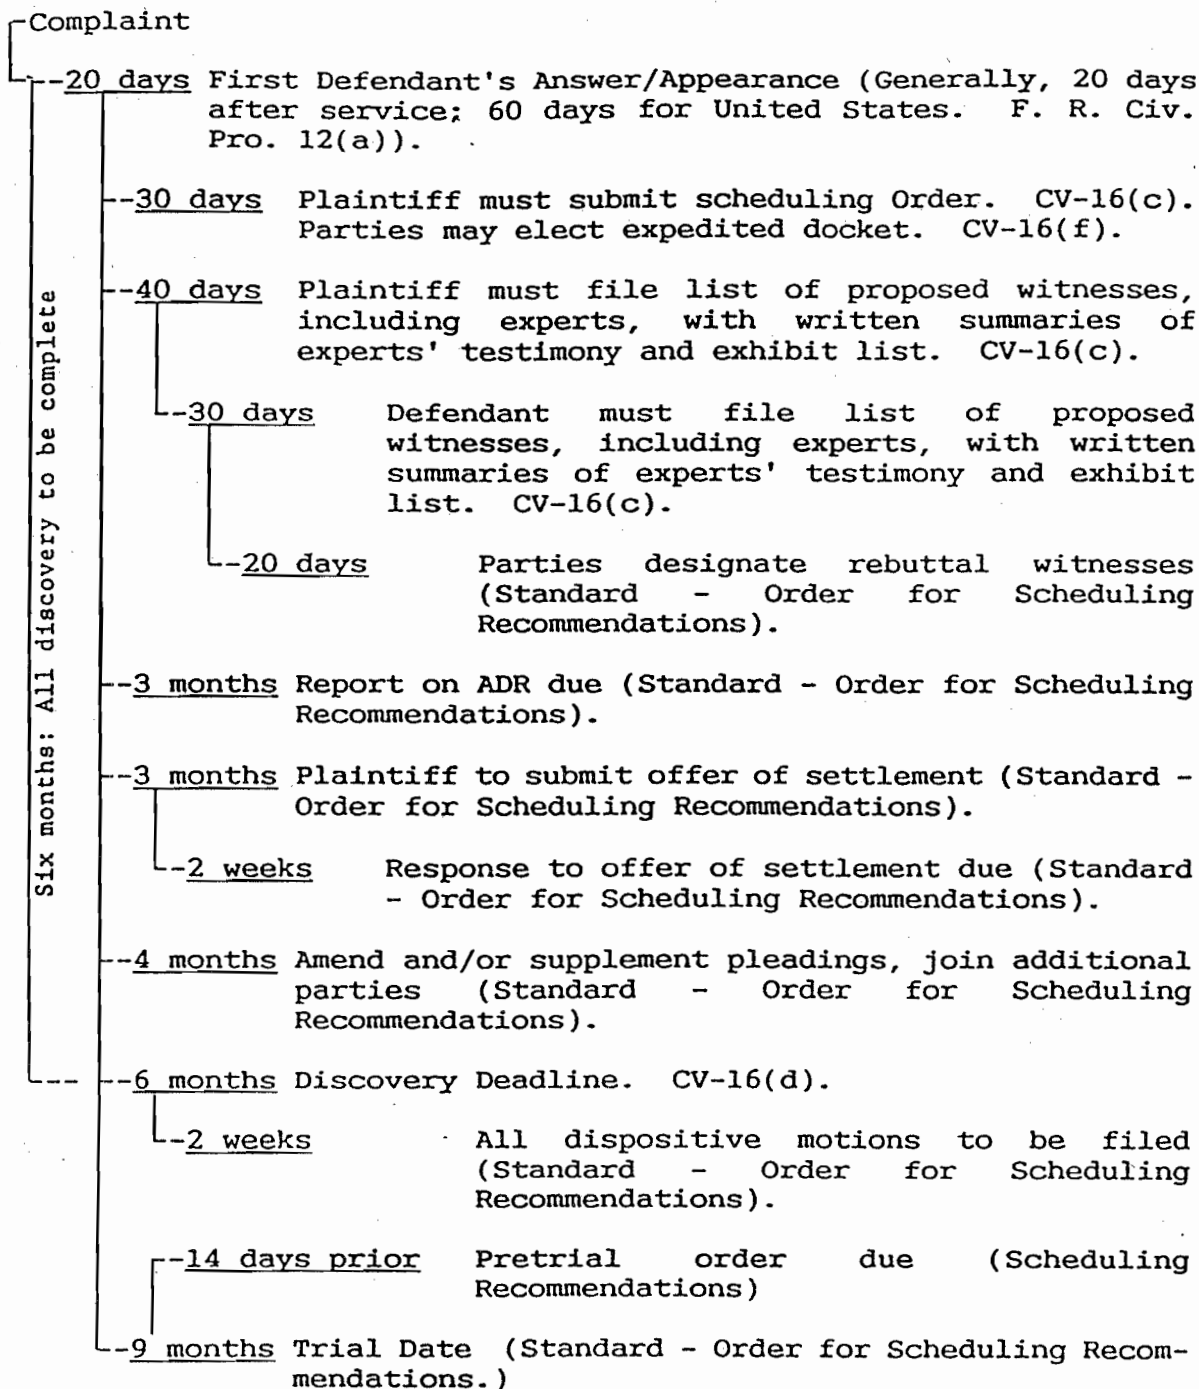 Complaint
--20 days First Defendant's Answer/Appearance (Generally, 20 days
after service; 60 days for United States. F. R. Civ.
Pro. 12(a)).
--30 days Plaintiff must submit scheduling Order. CV-16(c).
Parties may elect expedited docket. CV-16(f).
--40 days Plaintiff must file list of proposed witnesses,
including experts, with written summaries of
experts' testimony and exhibit list. CV-16(c).
--30 days Defendant must file list of proposed
witnesses, including experts, with written
summaries of experts' testimony and exhibit
list. CV-16(c).
--20 days Parties designate rebuttal witnesses
(Standard - Order for Scheduling
Recommendations).
--3 months Report on ADR due (Standard - Order for Scheduling
Recommendations).
--3 months Plaintiff to submit offer of settlement (Standard -
Order for Scheduling Recommendations).
--2 weeks Response to offer of settlement due (Standard
- Order for Scheduling Recommendations).
--4 months Amend and/or supplement pleadings, join additional
parties (Standard - Order for Scheduling
Recommendations).
--6 months Discovery Deadline. CV-16(d).
--2 weeks All dispositive motions to be filed
(Standard - Order for Scheduling
Recommendations).
--14 days prior Pretrial order due (Scheduling
Recommendations)
--9 months Trial Date (Standard - Order for Scheduling Recom-
mendations.)
Six months: All discovery to be complete